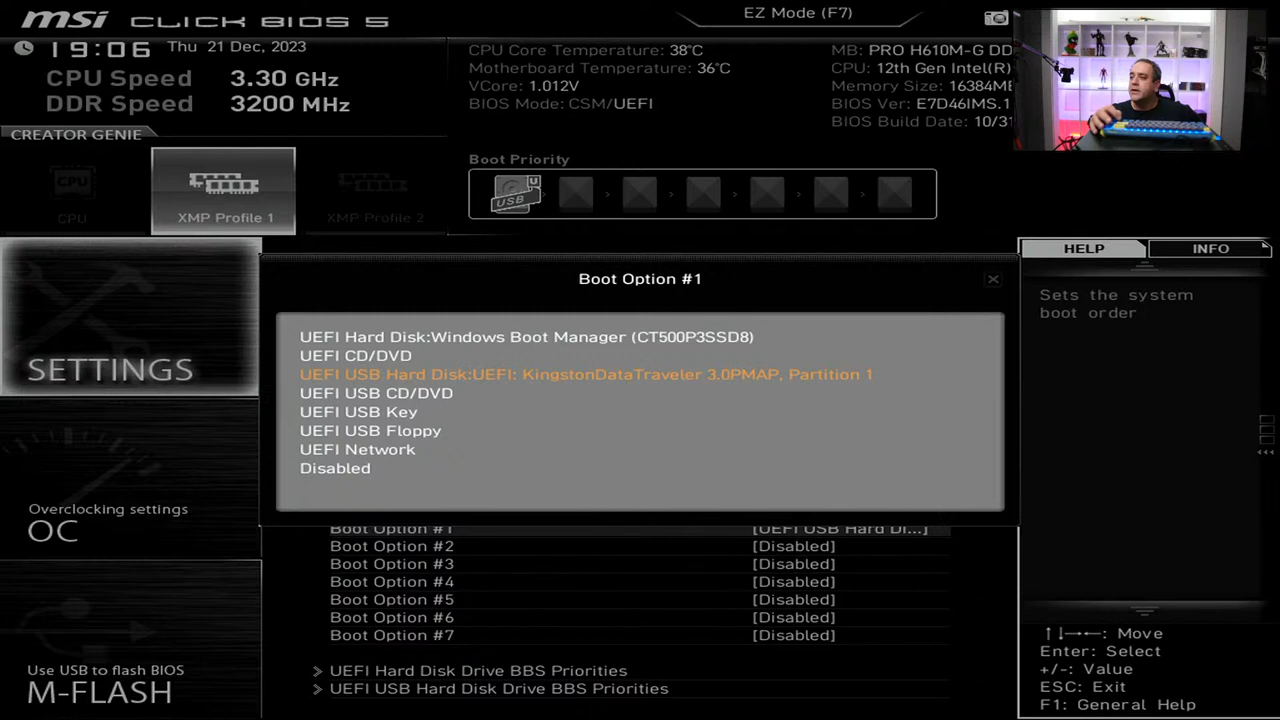 msi CLICK BIOS 5
EZ Mode (F7)
19:06 Thu 21 Dec, 2023
CPU Speed 3.30 GHz
DDR Speed 3200 MHz
CPU Core Temperature: 38°C
Motherboard Temperature: 36°C
VCore: 1.012V
BIOS Mode: CSM/UEFI
MB: PRO H610M-G DD
CPU: 12th Gen Intel(R)
Memory Size: 16384MB
BIOS Ver: E7D46IMS.1
BIOS Build Date: 10/31
CREATOR GENIE
CPU
CPU
XMP Profile 1
XMP Profile 2
Boot Priority
U
USB
SETTINGS
Overclocking settings
OC
Use USB to flash BIOS
M-FLASH
Boot Option #1
UEFI Hard Disk:Windows Boot Manager (CT500P3SSD8)
UEFI CD/DVD
UEFI USB Hard Disk:UEFI: KingstonDataTraveler 3.0PMAP, Partition 1
UEFI USB CD/DVD
UEFI USB Key
UEFI USB Floppy
UEFI Network
Disabled
Boot Option #1 [UEFI USB Hard Di...]
Boot Option #2 [Disabled]
Boot Option #3 [Disabled]
Boot Option #4 [Disabled]
Boot Option #5 [Disabled]
Boot Option #6 [Disabled]
Boot Option #7 [Disabled]
> UEFI Hard Disk Drive BBS Priorities
> UEFI USB Hard Disk Drive BBS Priorities
HELP
INFO
Sets the system
boot order
↑↓→←: Move
Enter: Select
+/-: Value
ESC: Exit
F1: General Help